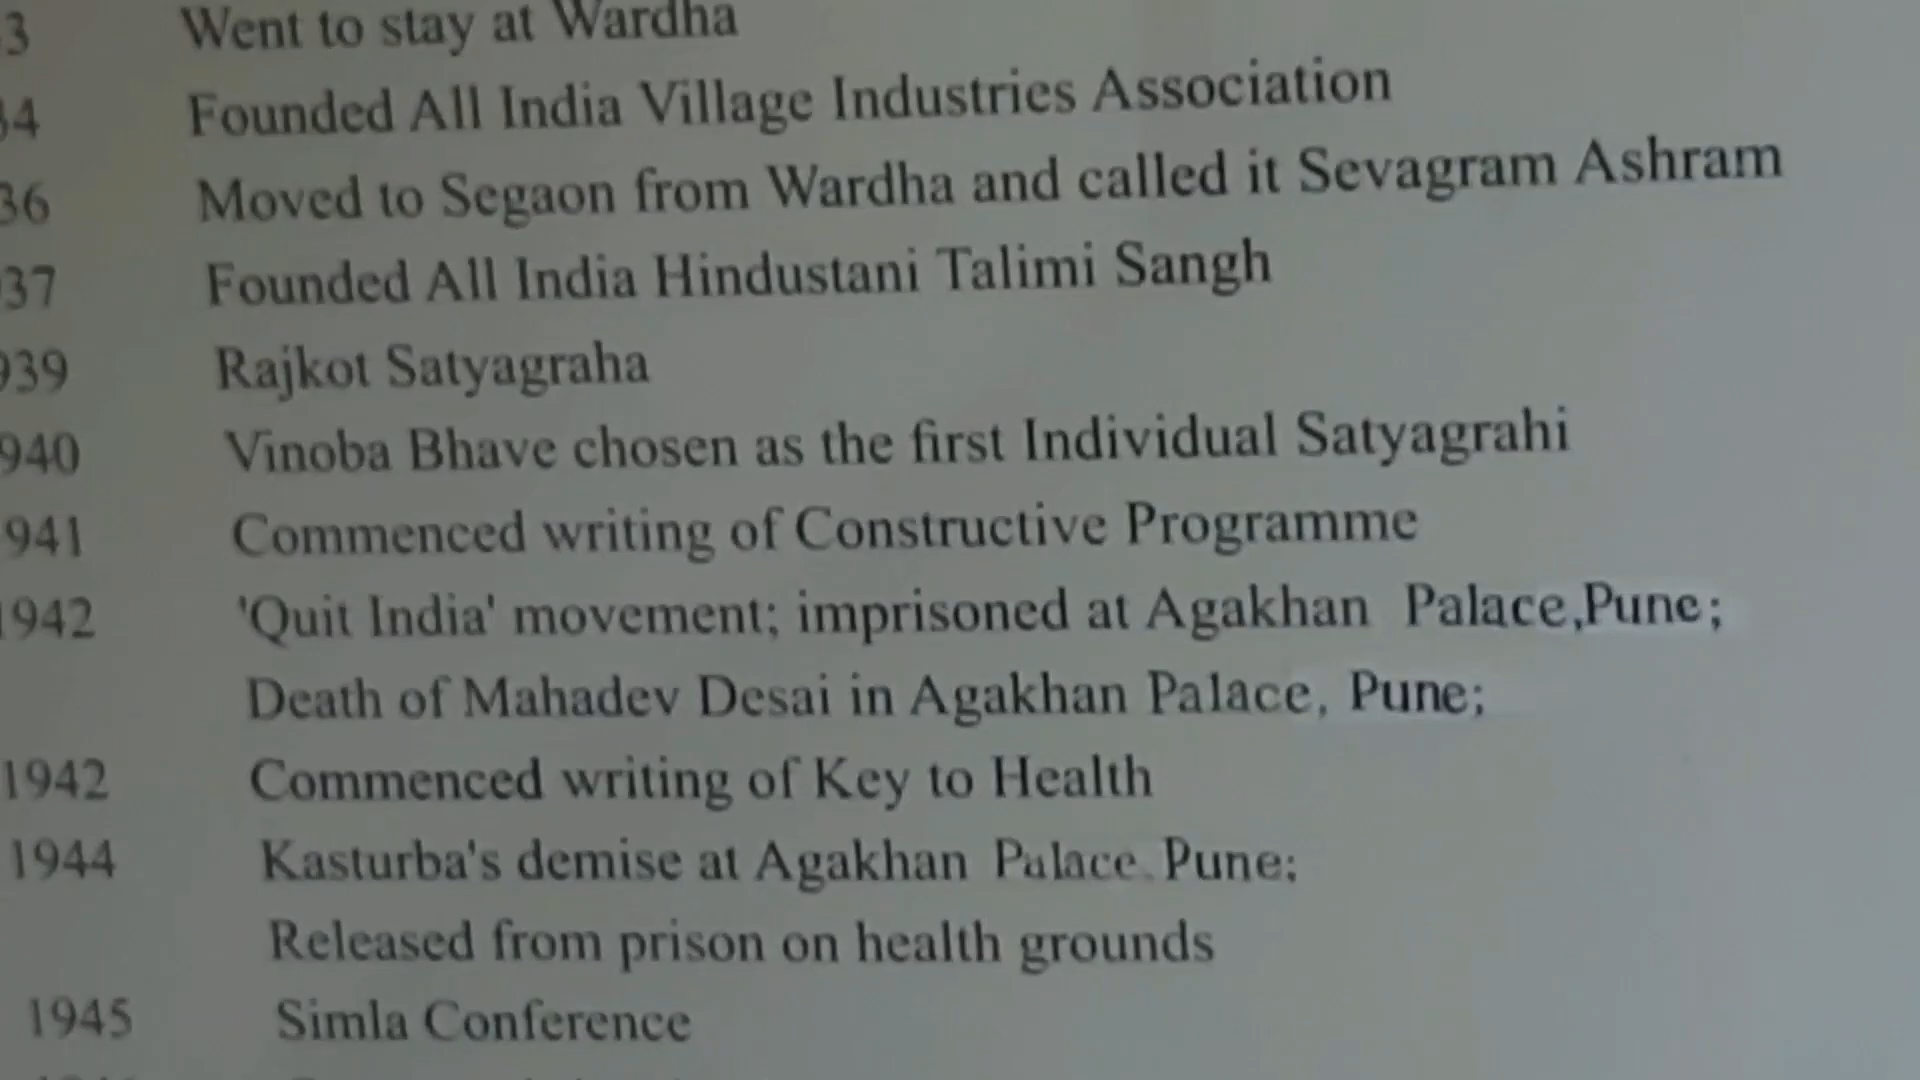 3 Went to stay at Wardha
34 Founded All India Village Industries Association
36 Moved to Segaon from Wardha and called it Sevagram Ashram
937 Founded All India Hindustani Talimi Sangh
939 Rajkot Satyagraha
940 Vinoba Bhave chosen as the first Individual Satyagrahi
941 Commenced writing of Constructive Programme
1942 'Quit India' movement; imprisoned at Agakhan Palace,Pune;
Death of Mahadev Desai in Agakhan Palace, Pune;
1942 Commenced writing of Key to Health
1944 Kasturba's demise at Agakhan Palace, Pune;
Released from prison on health grounds
1945 Simla Conference